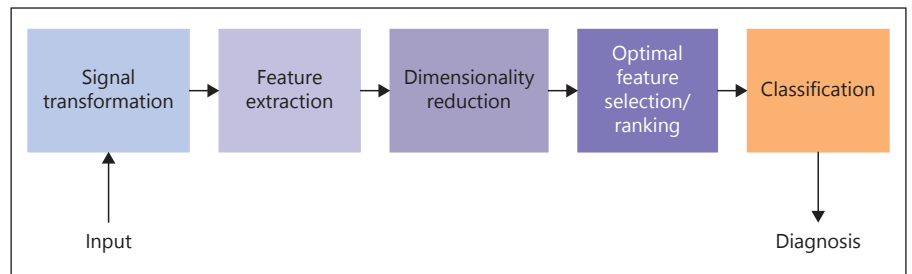 Signal
transformation
Feature
extraction
Dimensionality
reduction
Optimal
feature
selection/
ranking
Classification
Input
Diagnosis